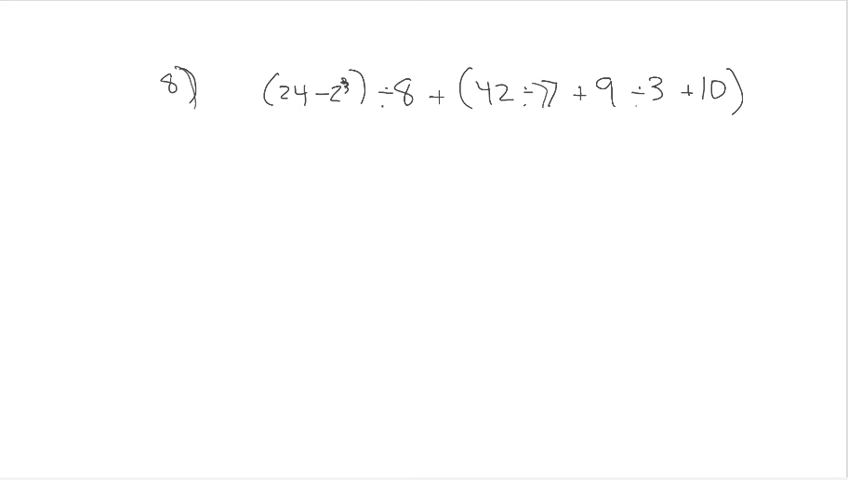 8) (24-2³) ÷ 8 + (42 ÷ 7 + 9 ÷ 3 + 10)